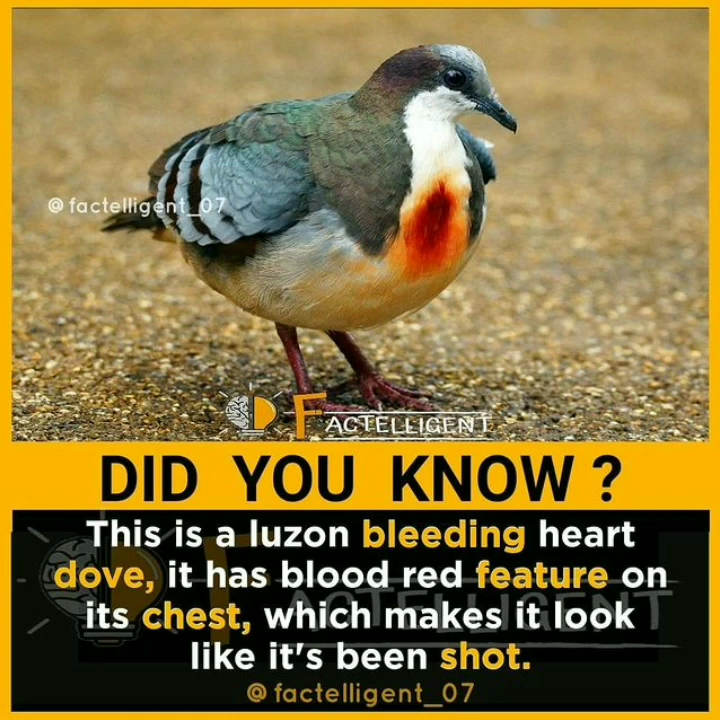 @factelligent_07
FACTELLIGENT
DID YOU KNOW?
This is a luzon bleeding heart
dove, it has blood red feature on
its chest, which makes it look
like it's been shot.
@factelligent_07